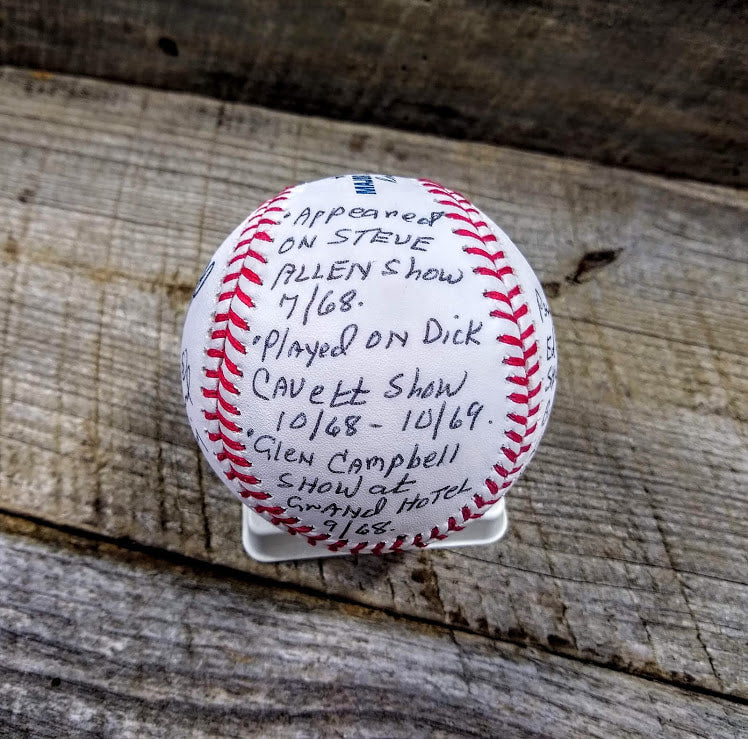 MAJO
• Appeared
ON STEVE
ALLEN Show
7/68.
• Played ON Dick
CAVETT Show
10/68 - 10/69.
• Glen Campbell
SHOW at
GRAND HOTEL
9/68.